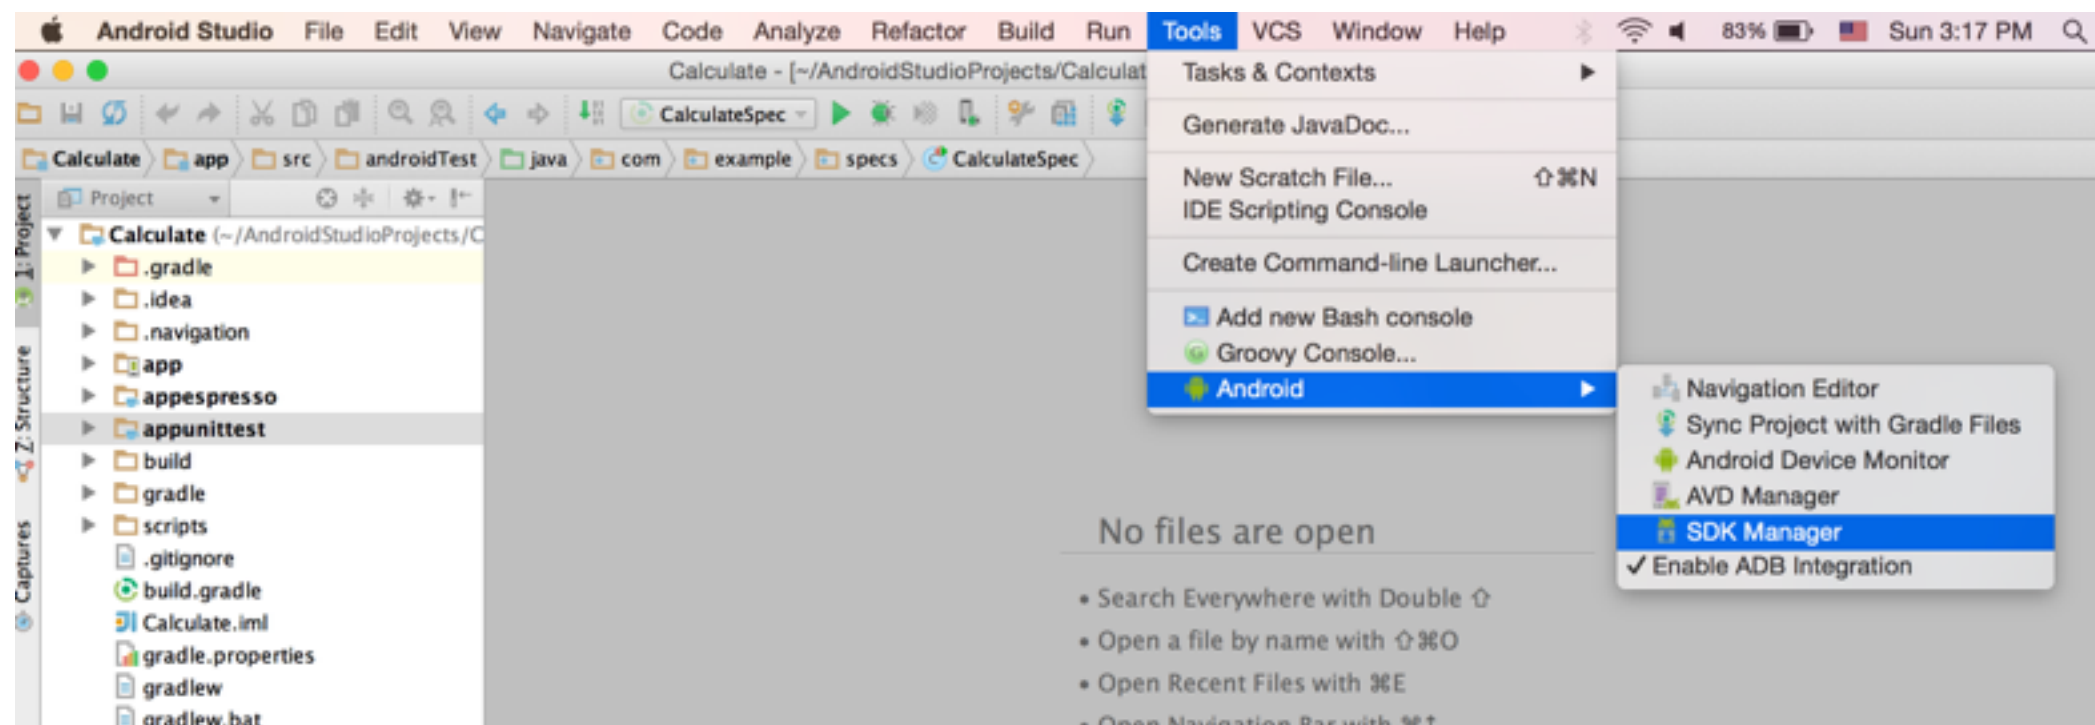 Android Studio File Edit View Navigate Code Analyze Refactor Build Run Tools VCS Window Help 83% Sun 3:17 PM
Calculate - [~/AndroidStudioProjects/Calculat
CalculateSpec
Calculate app src androidTest java com example specs CalculateSpec
Project
1: Project
Z: Structure
Captures
Calculate (~/AndroidStudioProjects/C
.gradle
.idea
.navigation
app
appespresso
appunittest
build
gradle
scripts
.gitignore
build.gradle
Calculate.iml
gradle.properties
gradlew
gradlew.bat
Tasks & Contexts
Generate JavaDoc...
New Scratch File... ⇧⌘N
IDE Scripting Console
Create Command-line Launcher...
Add new Bash console
Groovy Console...
Android
Navigation Editor
Sync Project with Gradle Files
Android Device Monitor
AVD Manager
SDK Manager
✓ Enable ADB Integration
No files are open
• Search Everywhere with Double ⇧
• Open a file by name with ⇧⌘O
• Open Recent Files with ⌘E
• Open Navigation Bar with ⌘↑